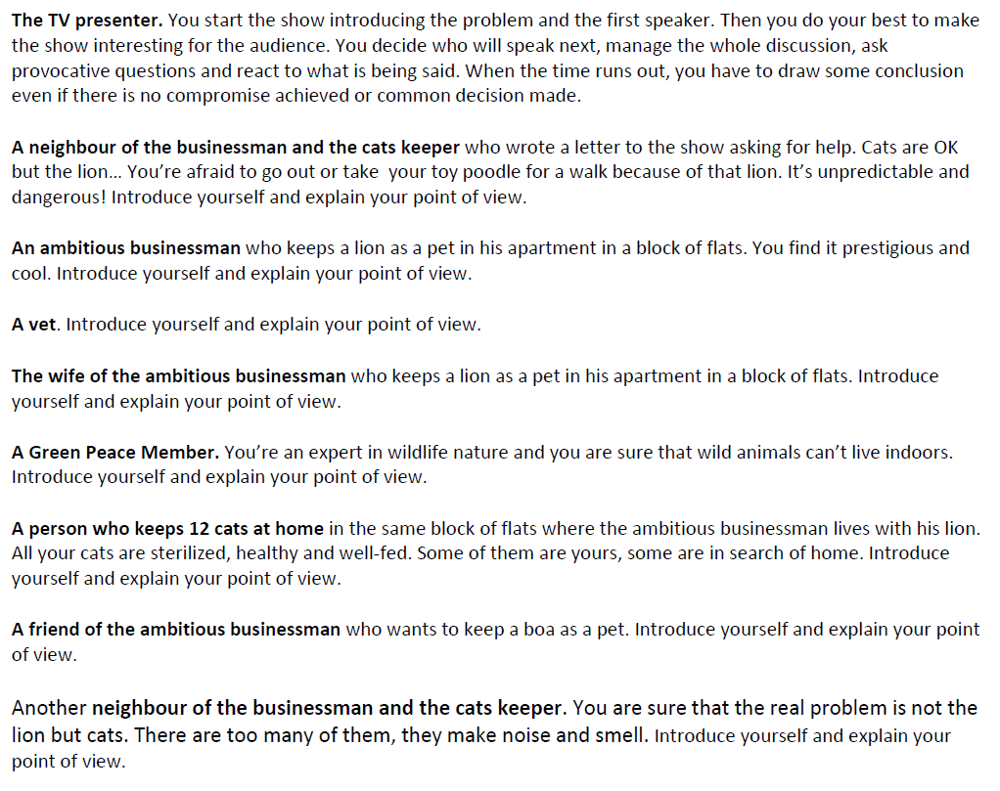 The TV presenter. You start the show introducing the problem and the first speaker. Then you do your best to make
the show interesting for the audience. You decide who will speak next, manage the whole discussion, ask
provocative questions and react to what is being said. When the time runs out, you have to draw some conclusion
even if there is no compromise achieved or common decision made.
A neighbour of the businessman and the cats keeper who wrote a letter to the show asking for help. Cats are OK
but the lion… You’re afraid to go out or take  your toy poodle for a walk because of that lion. It’s unpredictable and
dangerous! Introduce yourself and explain your point of view.
An ambitious businessman who keeps a lion as a pet in his apartment in a block of flats. You find it prestigious and
cool. Introduce yourself and explain your point of view.
A vet. Introduce yourself and explain your point of view.
The wife of the ambitious businessman who keeps a lion as a pet in his apartment in a block of flats. Introduce
yourself and explain your point of view.
A Green Peace Member. You’re an expert in wildlife nature and you are sure that wild animals can’t live indoors.
Introduce yourself and explain your point of view.
A person who keeps 12 cats at home in the same block of flats where the ambitious businessman lives with his lion.
All your cats are sterilized, healthy and well-fed. Some of them are yours, some are in search of home. Introduce
yourself and explain your point of view.
A friend of the ambitious businessman who wants to keep a boa as a pet. Introduce yourself and explain your point
of view.
Another neighbour of the businessman and the cats keeper. You are sure that the real problem is not the
lion but cats. There are too many of them, they make noise and smell. Introduce yourself and explain your
point of view.